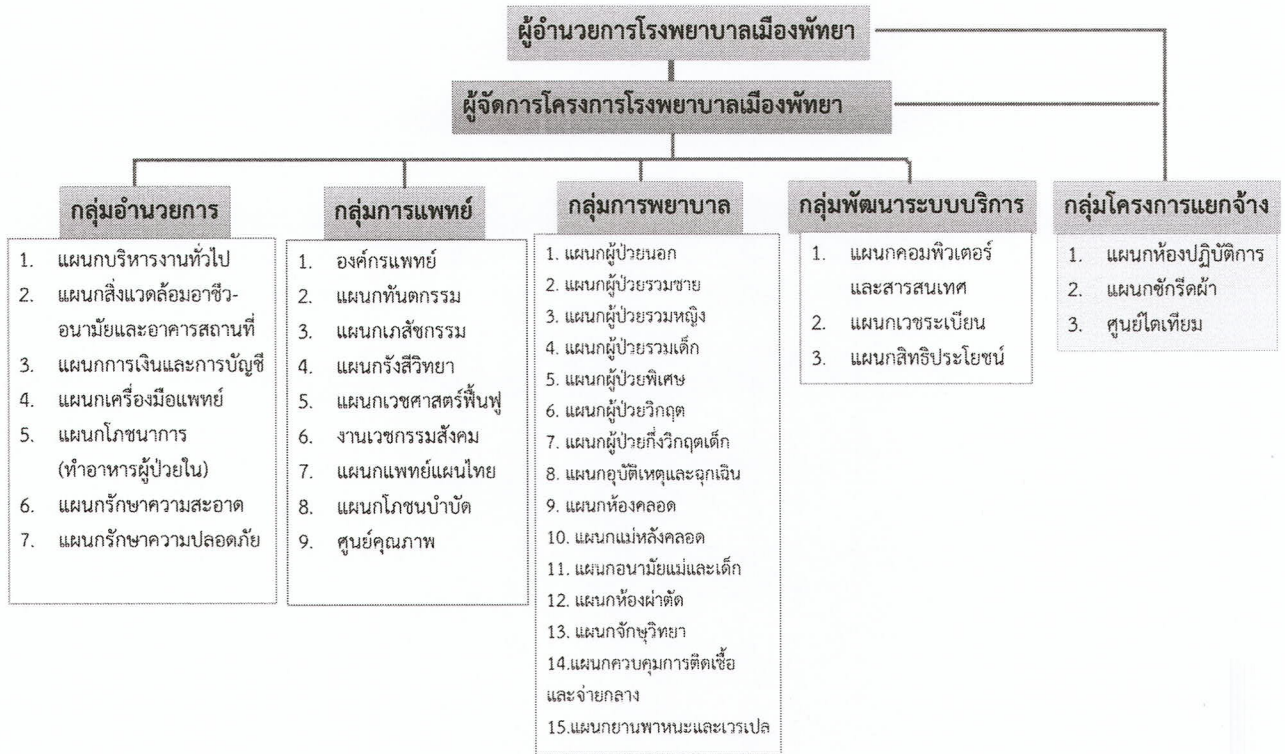 ผู้อำนวยการโรงพยาบาลเมืองพัทยา
ผู้จัดการโครงการโรงพยาบาลเมืองพัทยา
กลุ่มอำนวยการ
1. แผนกบริหารงานทั่วไป
2. แผนกสิ่งแวดล้อมอาชีว-
อนามัยและอาคารสถานที่
3. แผนกการเงินและการบัญชี
4. แผนกเครื่องมือแพทย์
5. แผนกโภชนาการ
(ทำอาหารผู้ป่วยใน)
6. แผนกรักษาความสะอาด
7. แผนกรักษาความปลอดภัย
กลุ่มการแพทย์
1. องค์กรแพทย์
2. แผนกทันตกรรม
3. แผนกเภสัชกรรม
4. แผนกรังสีวิทยา
5. แผนกเวชศาสตร์ฟื้นฟู
6. งานเวชกรรมสังคม
7. แผนกแพทย์แผนไทย
8. แผนกโภชนบำบัด
9. ศูนย์คุณภาพ
กลุ่มการพยาบาล
1. แผนกผู้ป่วยนอก
2. แผนกผู้ป่วยรวมชาย
3. แผนกผู้ป่วยรวมหญิง
4. แผนกผู้ป่วยรวมเด็ก
5. แผนกผู้ป่วยพิเศษ
6. แผนกผู้ป่วยวิกฤต
7. แผนกผู้ป่วยกึ่งวิกฤตเด็ก
8. แผนกอุบัติเหตุและฉุกเฉิน
9. แผนกห้องคลอด
10. แผนกแม่หลังคลอด
11. แผนกอนามัยแม่และเด็ก
12. แผนกห้องผ่าตัด
13. แผนกจักษุวิทยา
14.แผนกควบคุมการติดเชื้อ
และจ่ายกลาง
15.แผนกยานพาหนะและเวรเปล
กลุ่มพัฒนาระบบบริการ
1. แผนกคอมพิวเตอร์
และสารสนเทศ
2. แผนกเวชระเบียน
3. แผนกสิทธิประโยชน์
กลุ่มโครงการแยกจ้าง
1. แผนกห้องปฏิบัติการ
2. แผนกซักรีดผ้า
3. ศูนย์ไตเทียม